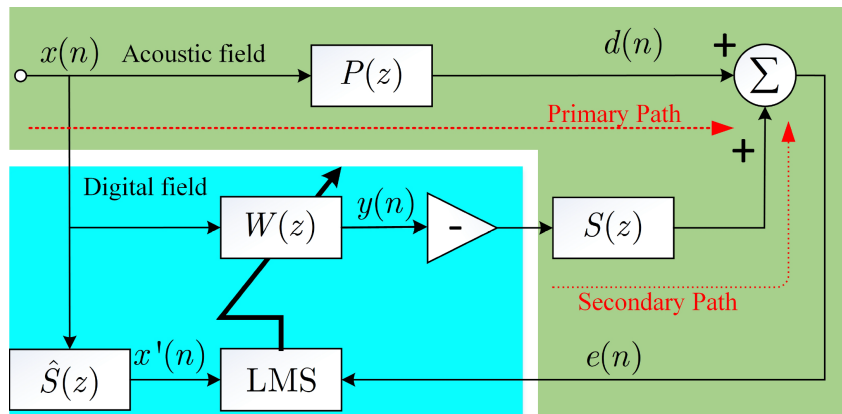 x(n)
Acoustic field
P(z)
d(n)
+
Σ
Primary Path
+
Digital field
W(z)
y(n)
-
S(z)
Secondary Path
Ŝ(z)
x'(n)
LMS
e(n)